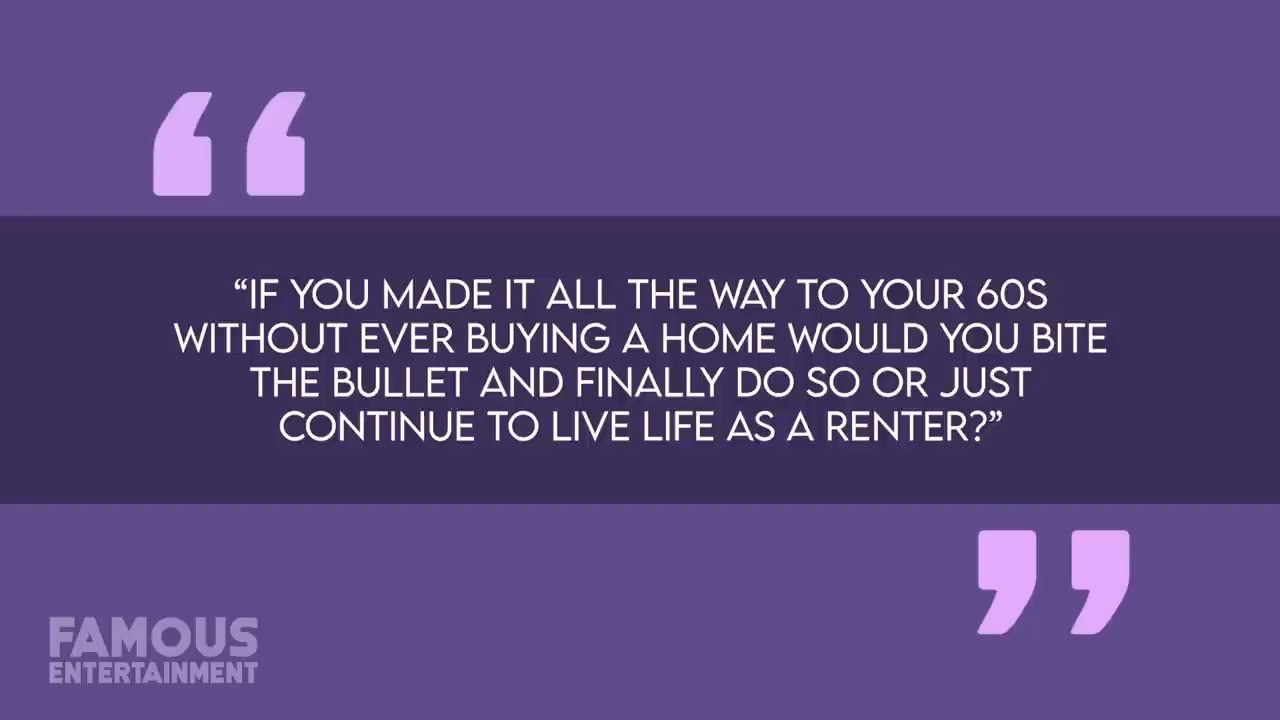 “IF YOU MADE IT ALL THE WAY TO YOUR 60S
WITHOUT EVER BUYING A HOME WOULD YOU BITE
THE BULLET AND FINALLY DO SO OR JUST
CONTINUE TO LIVE LIFE AS A RENTER?”
FAMOUS
ENTERTAINMENT